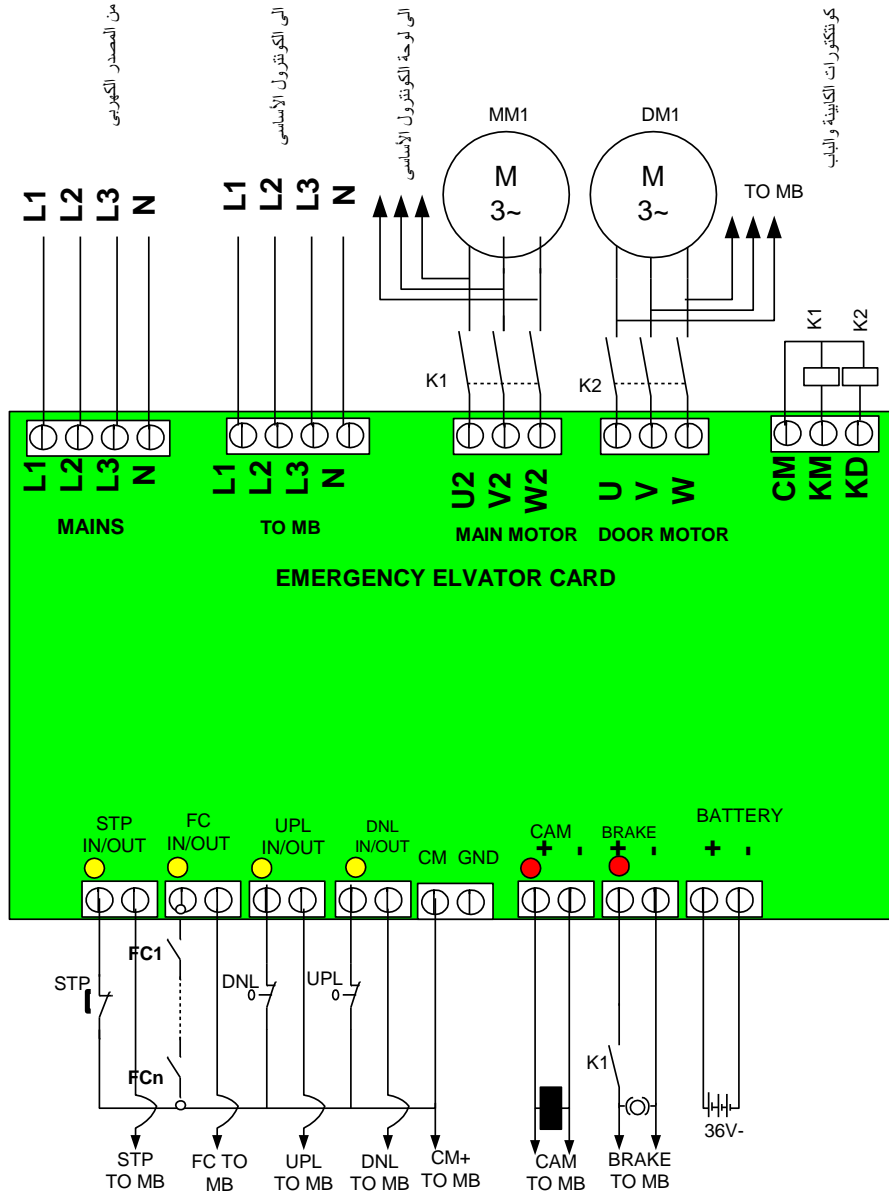 من المصدر الكهربى
الى الكونترول الأساسى
الى لوحة الكونترول الأساسى
كونتكتورات الكابينة والباب
MM1
DM1
M
3~
M
3~
TO MB
L1 L2 L3 N
L1 L2 L3 N
K1
K2
K1
K2
L1 L2 L3 N
L1 L2 L3 N
U2 V2 W2
U V W
CM KM KD
MAINS
TO MB
MAIN MOTOR
DOOR MOTOR
EMERGENCY ELVATOR CARD
STP
IN/OUT
FC
IN/OUT
UPL
IN/OUT
DNL
IN/OUT
CM GND
CAM
+ -
BRAKE
+ -
BATTERY
+ -
STP
FC1
FCn
DNL
UPL
K1
36V-
STP
TO MB
FC TO
MB
UPL
TO MB
DNL
TO MB
CM+
TO MB
CAM
TO MB
BRAKE
TO MB